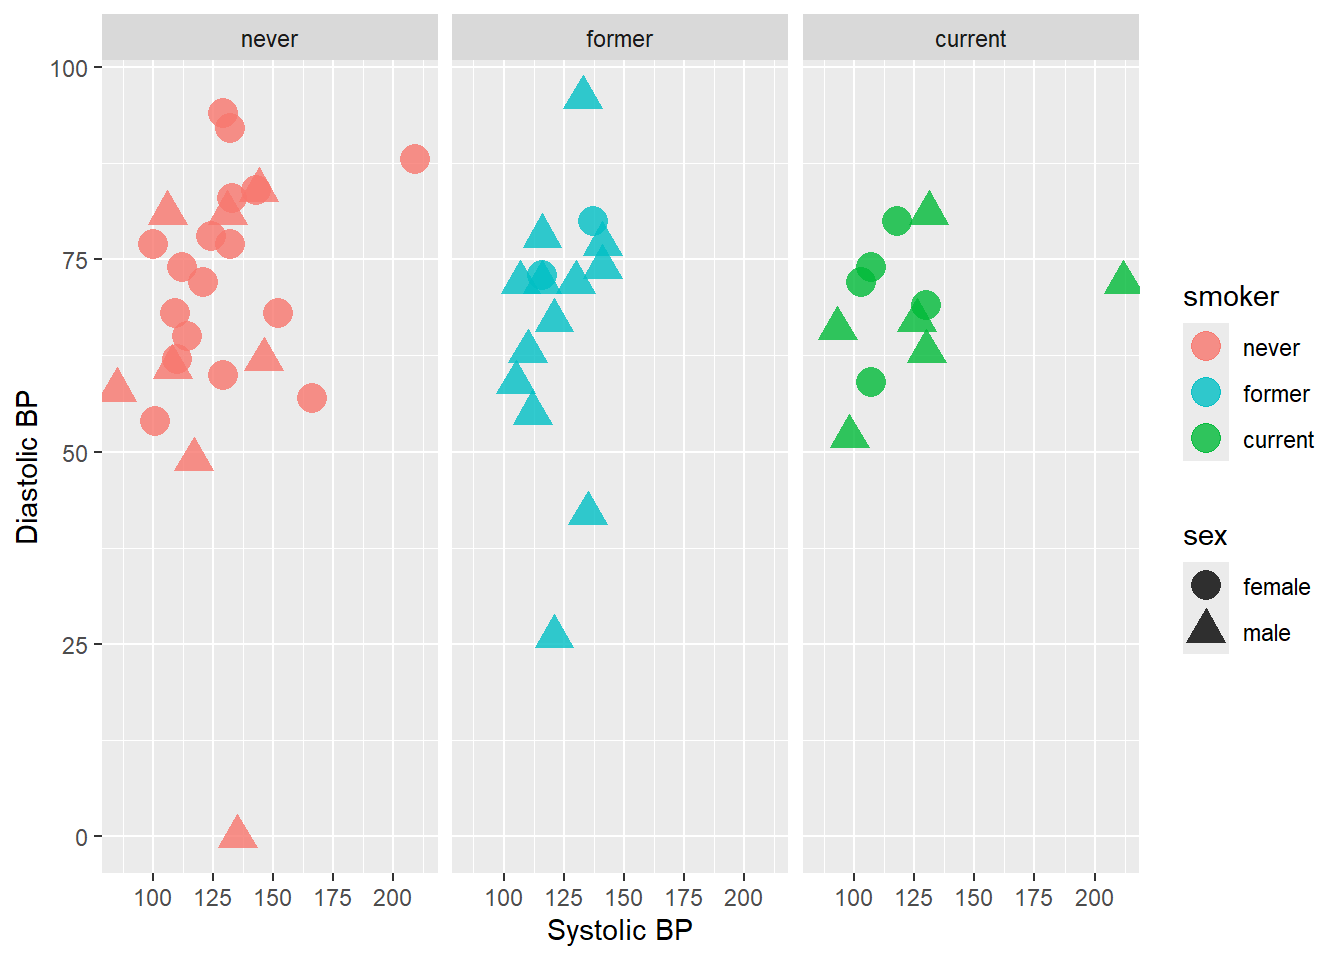 never former current
100
75
50
25
0
Diastolic BP
100 125 150 175 200 100 125 150 175 200 100 125 150 175 200
Systolic BP
smoker
never
former
current
sex
female
male